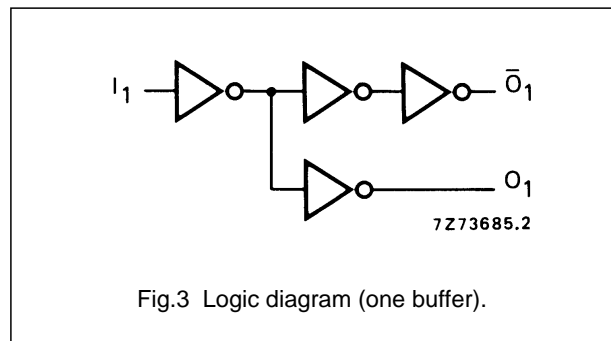 I₁
Ō₁
O₁
7Z73685.2
Fig.3 Logic diagram (one buffer).